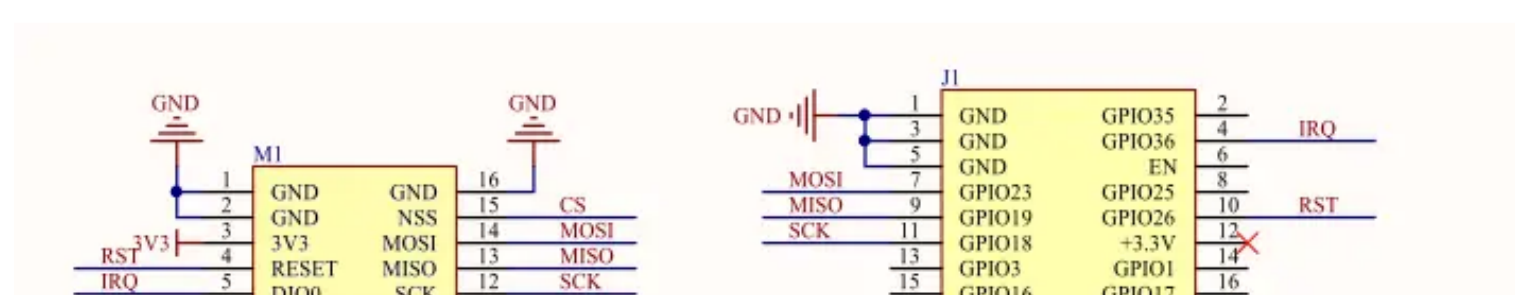 J1
GND GND GND 1 GND GPIO35 2
3 GND GPIO36 4 IRQ
M1 5 GND EN 6
1 GND GND 16 MOSI 7 GPIO23 GPIO25 8
2 GND NSS 15 CS MISO 9 GPIO19 GPIO26 10 RST
3V3 3 3V3 MOSI 14 MOSI SCK 11 GPIO18 +3.3V 12
RST 4 RESET MISO 13 MISO 13 GPIO3 GPIO1 14
IRQ 5 DIO0 SCK 12 SCK 15 GPIO16 GPIO17 16